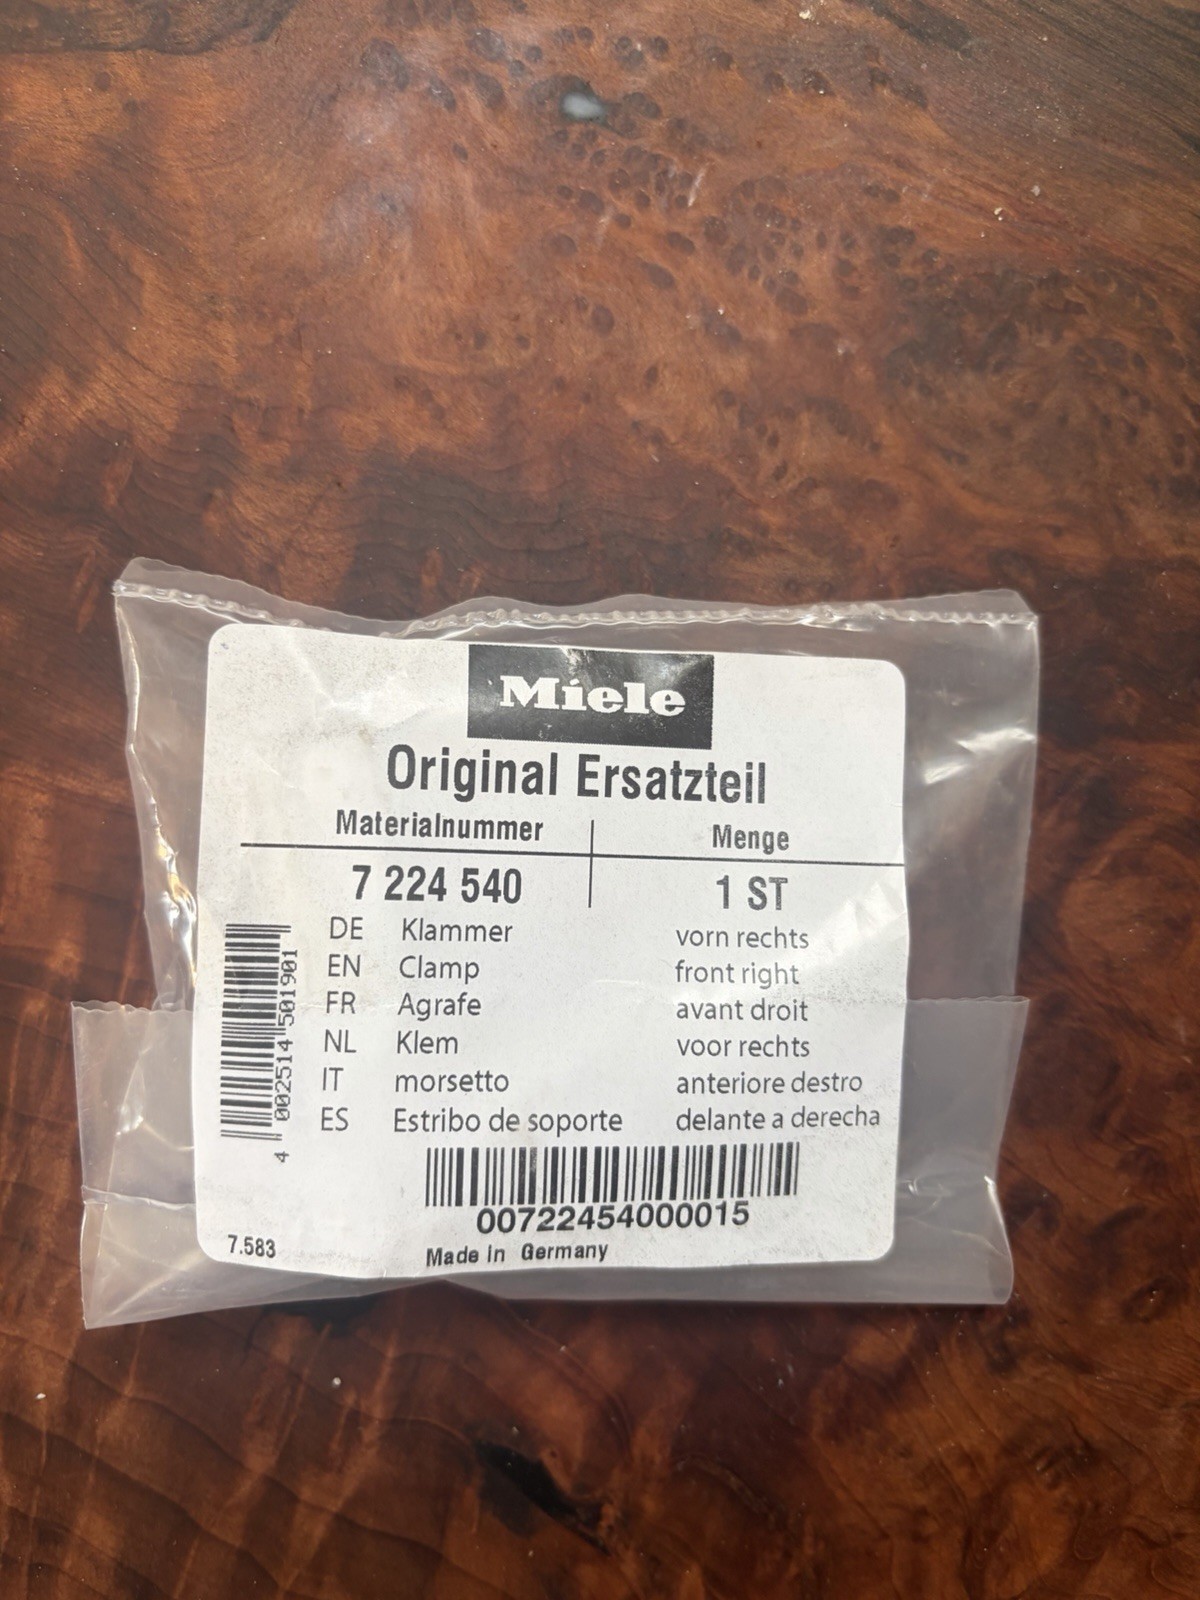 Miele
Original Ersatzteil
Materialnummer Menge
7 224 540 1 ST
DE Klammer vorn rechts
EN Clamp front right
FR Agrafe avant droit
NL Klem voor rechts
IT morsetto anteriore destro
ES Estribo de soporte delante a derecha
4 002514 501901
00722454000015
7.583 Made in Germany